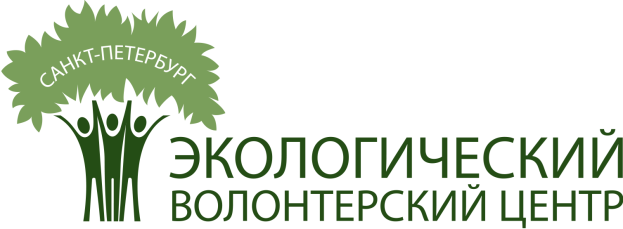 САНКТ-ПЕТЕРБУРГ
ЭКОЛОГИЧЕСКИЙ
ВОЛОНТЕРСКИЙ ЦЕНТР